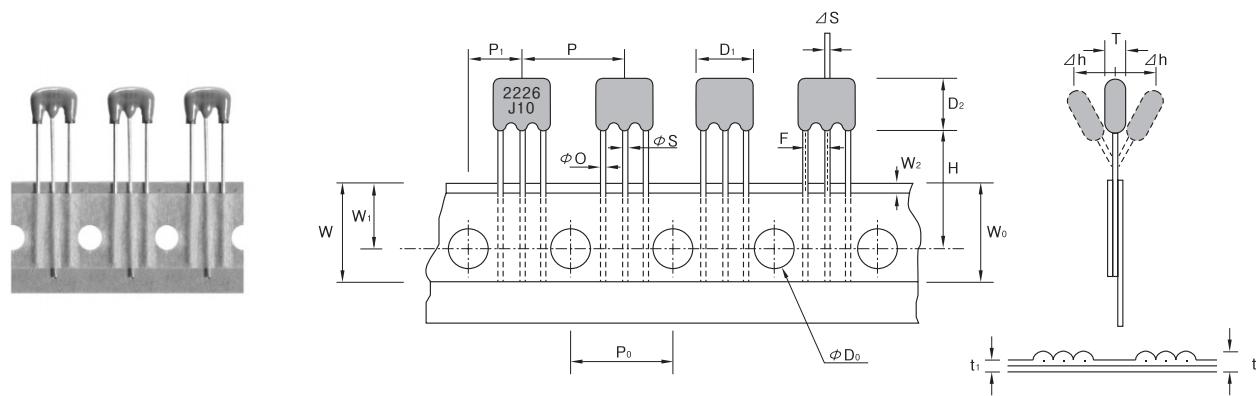 ⊿S
T
⊿h
⊿h
P₁
P
D₁
2226
J10
D₂
F
ΦS
ΦO
W₂
H
W₁
W
W₀
P₀
ΦD₀
t₁
t